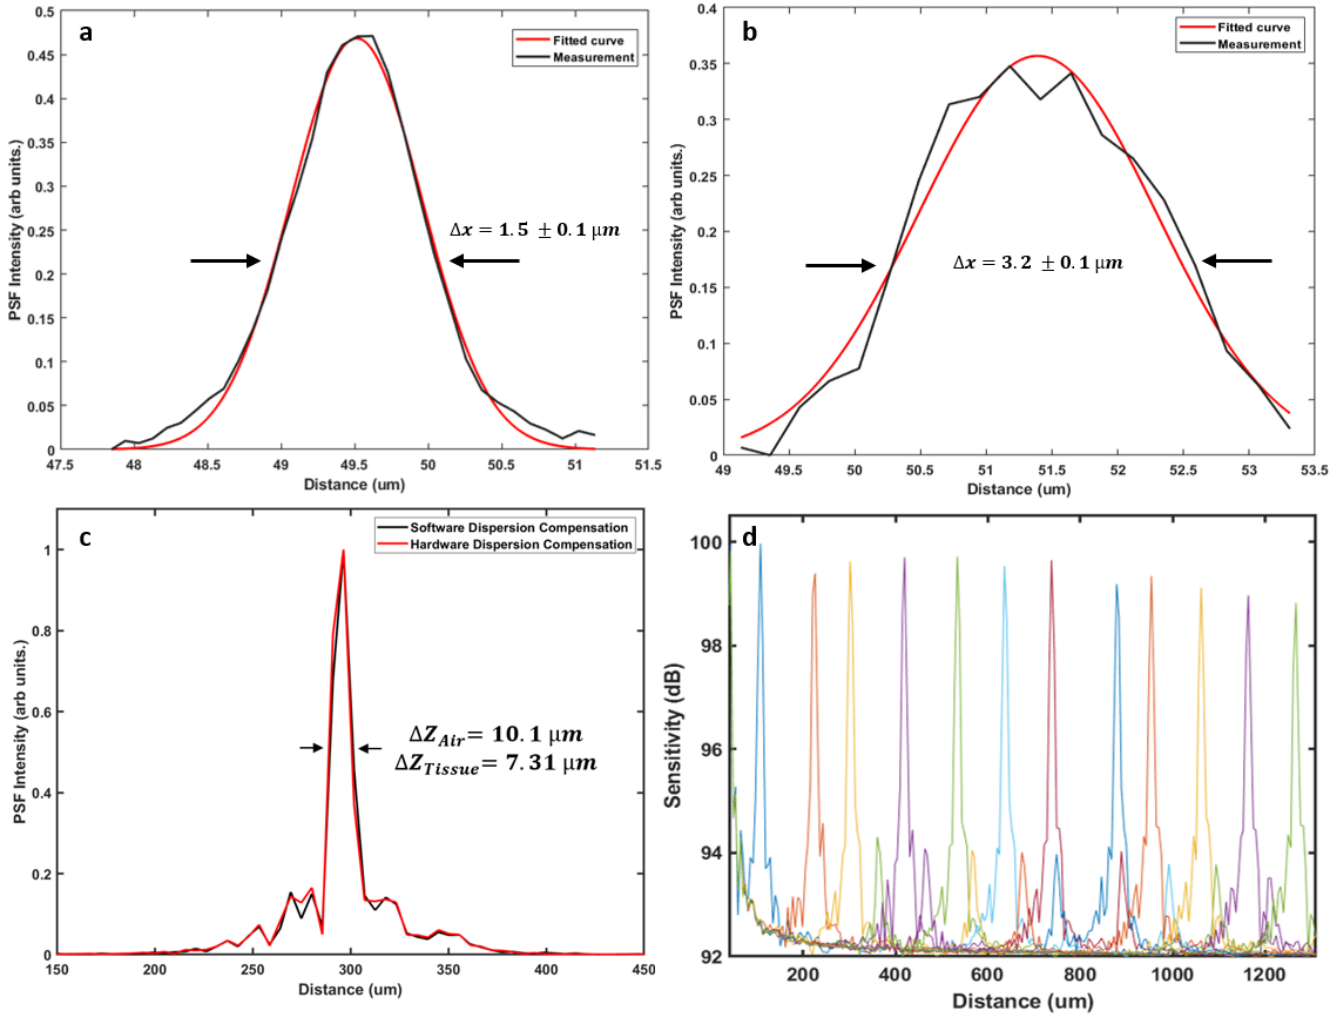 a
Fitted curve
Measurement
PSF Intensity (arb units.)
0.5
0.45
0.4
0.35
0.3
0.25
0.2
0.15
0.1
0.05
0
Δx = 1.5 ± 0.1 μm
47.5 48 48.5 49 49.5 50 50.5 51 51.5
Distance (um)
b
Fitted curve
Measurement
PSF Intensity (arb units.)
0.4
0.35
0.3
0.25
0.2
0.15
0.1
0.05
0
Δx = 3.2 ± 0.1 μm
49 49.5 50 50.5 51 51.5 52 52.5 53 53.5
Distance (um)
c
Software Dispersion Compensation
Hardware Dispersion Compensation
PSF Intensity (arb units.)
1
0.8
0.6
0.4
0.2
0
ΔZAir= 10.1 μm
ΔZTissue= 7.31 μm
150 200 250 300 350 400 450
Distance (um)
d
Sensitivity (dB)
100
98
96
94
92
200 400 600 800 1000 1200
Distance (um)